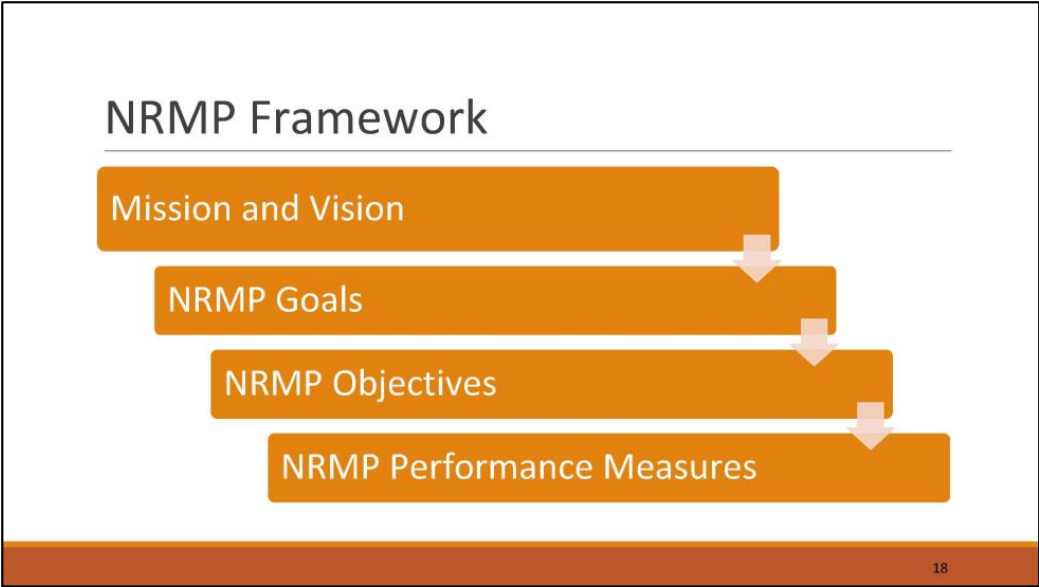 NRMP Framework
Mission and Vision
NRMP Goals
NRMP Objectives
NRMP Performance Measures
18